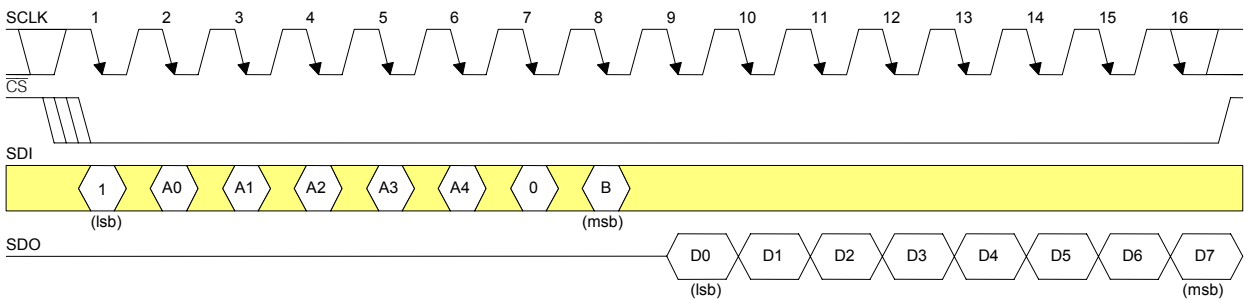 SCLK 1 2 3 4 5 6 7 8 9 10 11 12 13 14 15 16
CS
SDI
1 A0 A1 A2 A3 A4 0 B
(lsb) (msb)
SDO
D0 D1 D2 D3 D4 D5 D6 D7
(lsb) (msb)